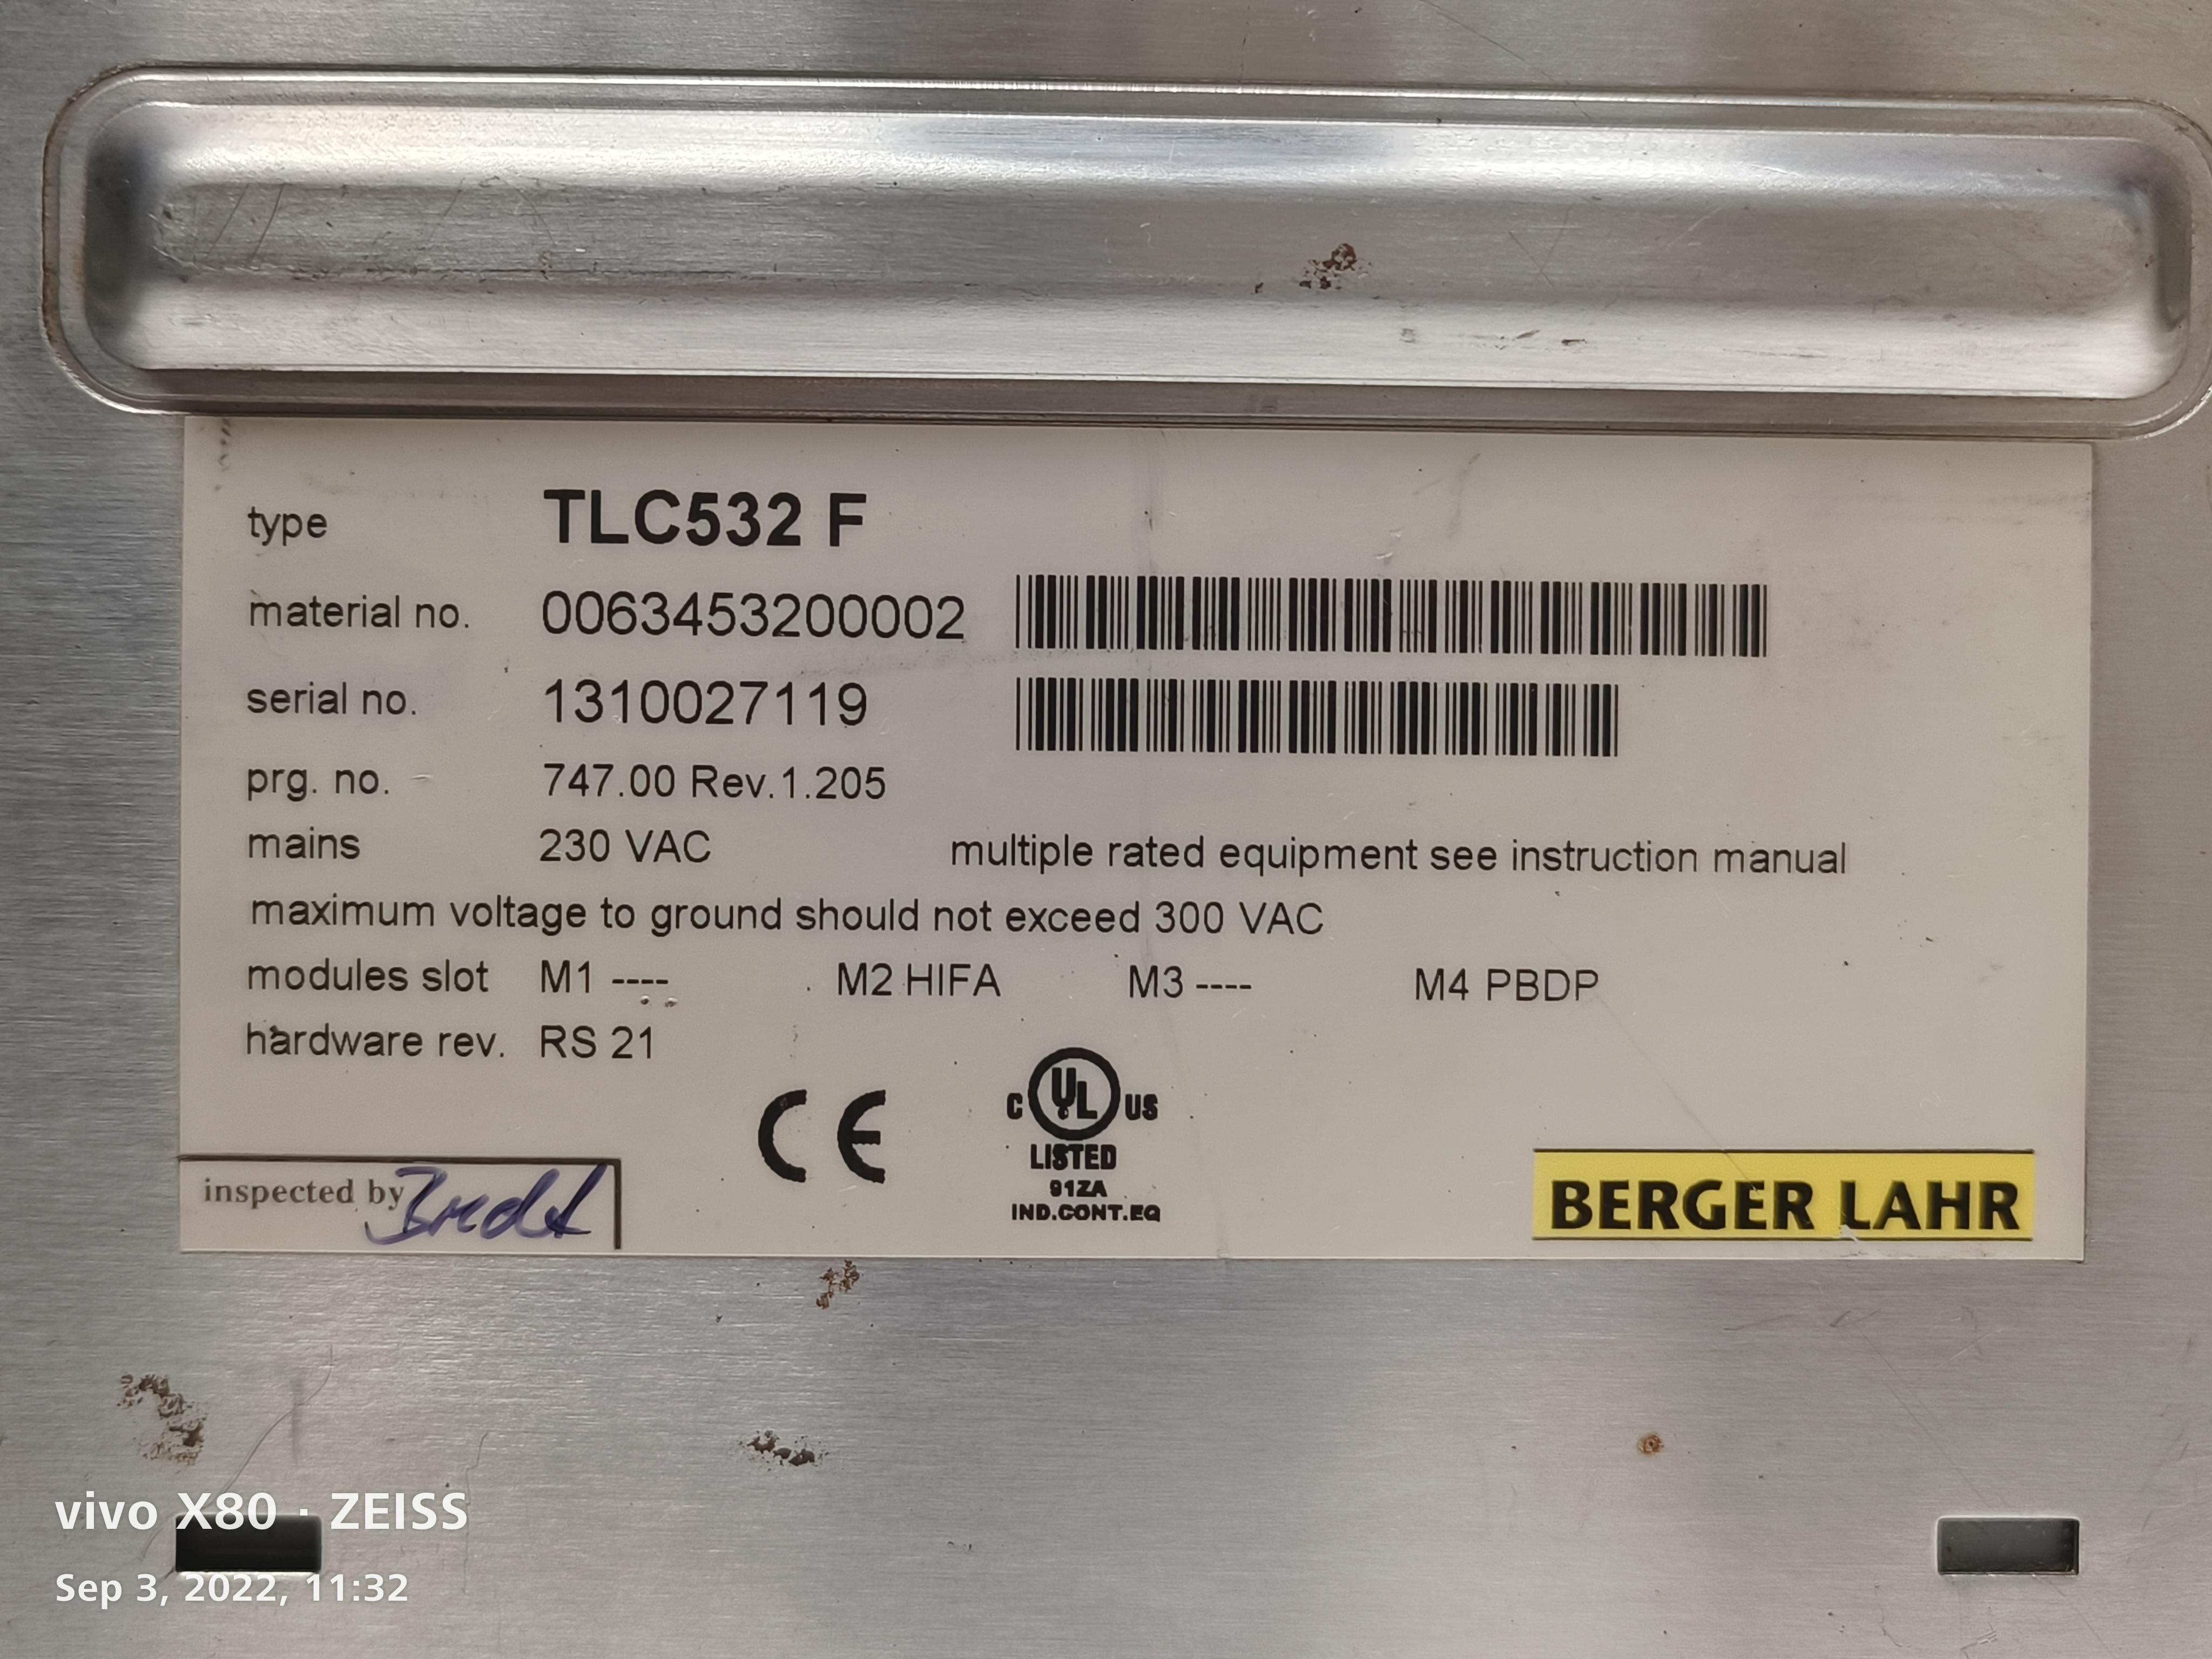 type TLC532 F
material no. 0063453200002
serial no. 1310027119
prg. no. 747.00 Rev.1.205
mains 230 VAC multiple rated equipment see instruction manual
maximum voltage to ground should not exceed 300 VAC
modules slot M1 ---- M2 HIFA M3 ---- M4 PBDP
hardware rev. RS 21
CE
C UL US
LISTED
91ZA
IND.CONT.EQ
inspected by
BERGER LAHR
vivo X80 · ZEISS
Sep 3, 2022, 11:32